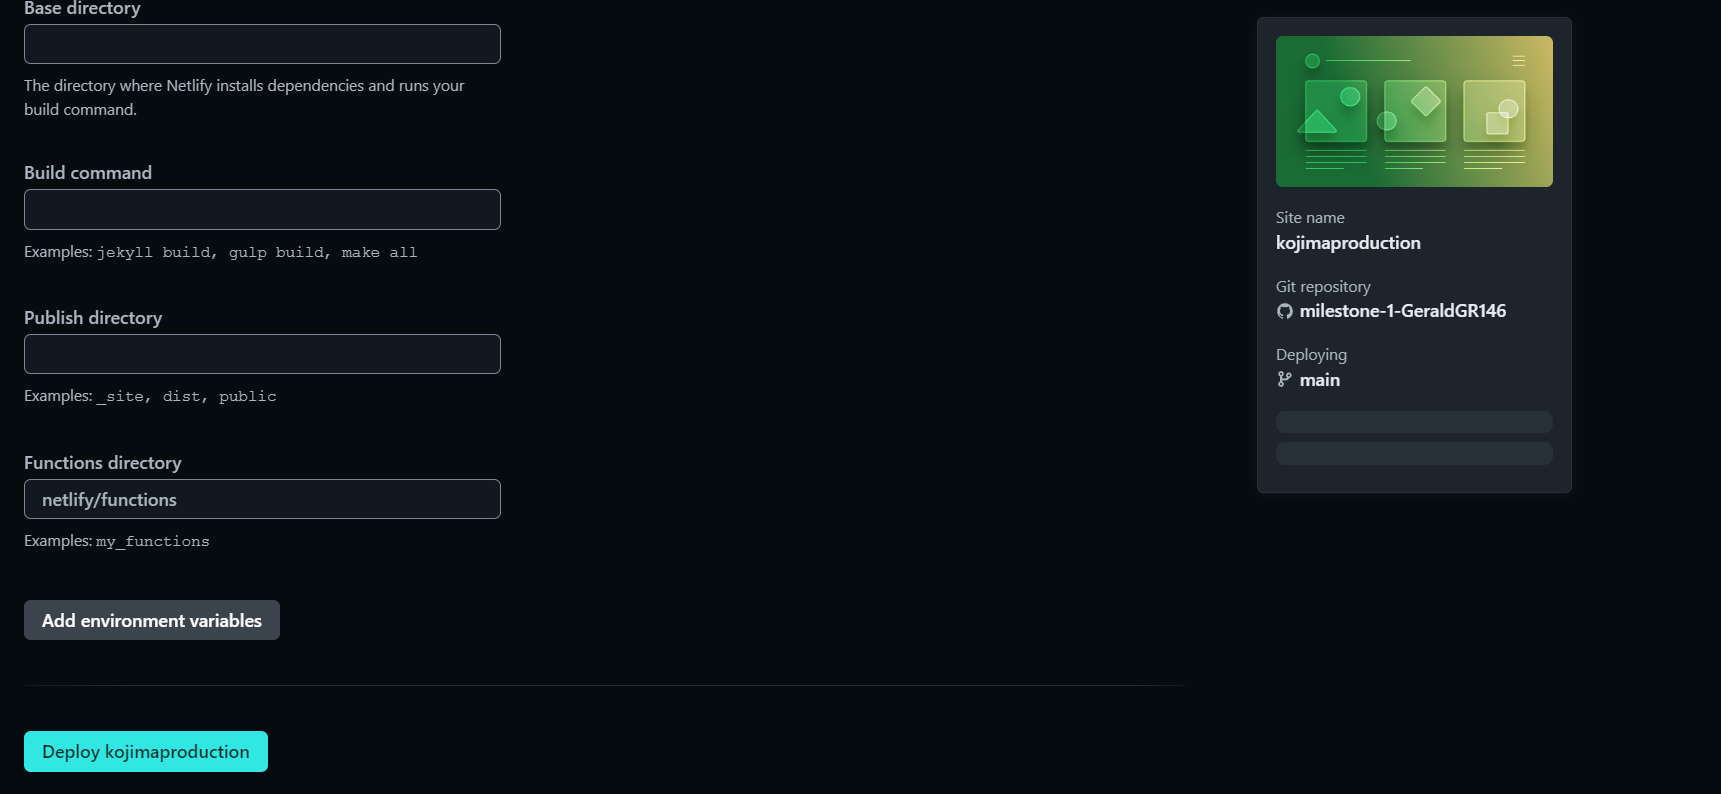 Base directory
The directory where Netlify installs dependencies and runs your
build command.
Build command
Examples: jekyll build, gulp build, make all
Publish directory
Examples: _site, dist, public
Functions directory
netlify/functions
Examples: my_functions
Add environment variables
Deploy kojimaproduction
Site name
kojimaproduction
Git repository
milestone-1-GeraldGR146
Deploying
main